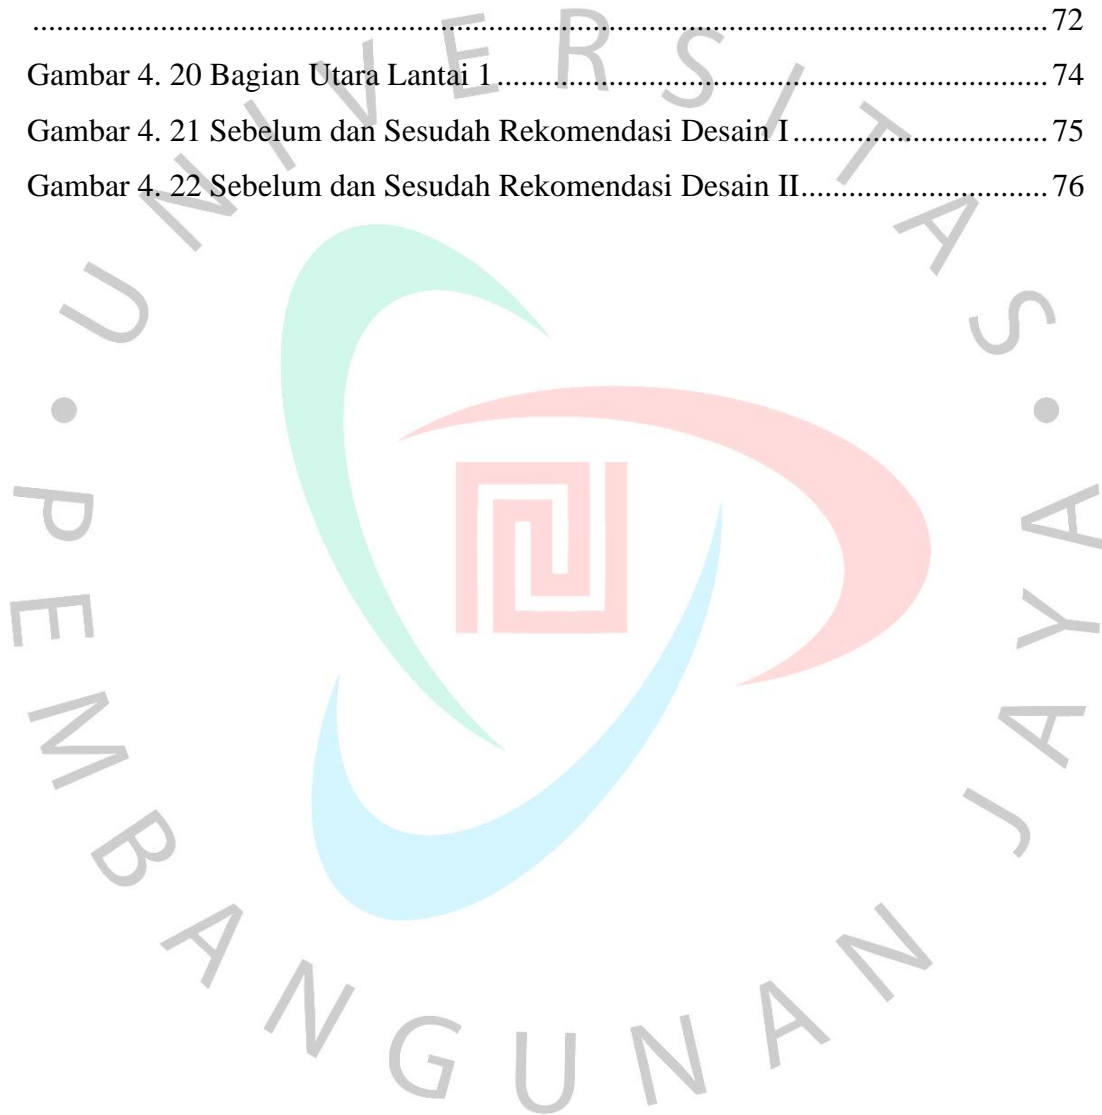 ........................................................................................................................ 72
Gambar 4. 20 Bagian Utara Lantai 1 ..................................................................... 74
Gambar 4. 21 Sebelum dan Sesudah Rekomendasi Desain I ................................ 75
Gambar 4. 22 Sebelum dan Sesudah Rekomendasi Desain II ............................... 76
UNIVERSITAS • PEMBANGUNAN JAYA •